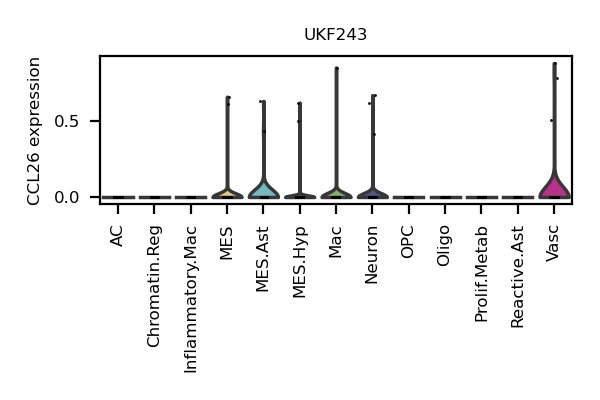 UKF243
CCL26 expression
0.5
0.0
AC
Chromatin.Reg
Inflammatory.Mac
MES
MES.Ast
MES.Hyp
Mac
Neuron
OPC
Oligo
Prolif.Metab
Reactive.Ast
Vasc